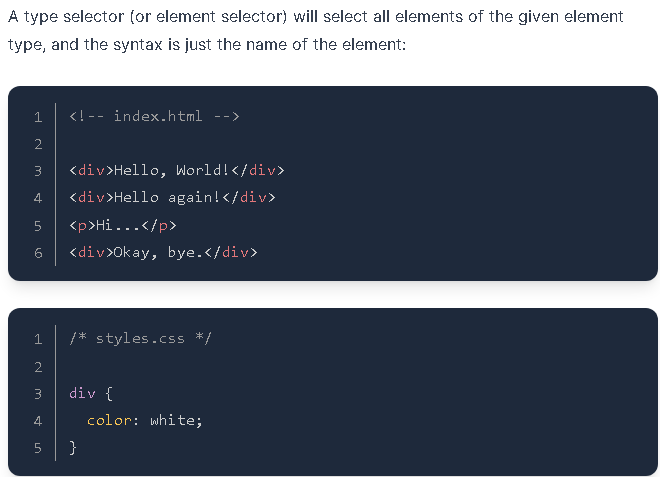 A type selector (or element selector) will select all elements of the given element
type, and the syntax is just the name of the element:
1 <!-- index.html -->
2
3 <div>Hello, World!</div>
4 <div>Hello again!</div>
5 <p>Hi...</p>
6 <div>Okay, bye.</div>
1 /* styles.css */
2
3 div {
4   color: white;
5 }